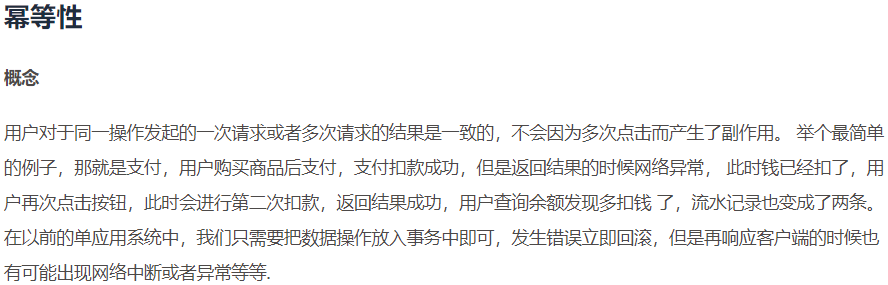 幂等性
概念
用户对于同一操作发起的一次请求或者多次请求的结果是一致的，不会因为多次点击而产生了副作用。 举个最简单
的例子，那就是支付，用户购买商品后支付，支付扣款成功，但是返回结果的时候网络异常， 此时钱已经扣了，用
户再次点击按钮，此时会进行第二次扣款，返回结果成功，用户查询余额发现多扣钱 了，流水记录也变成了两条。
在以前的单应用系统中，我们只需要把数据操作放入事务中即可，发生错误立即回滚，但是再响应客户端的时候也
有可能出现网络中断或者异常等等.